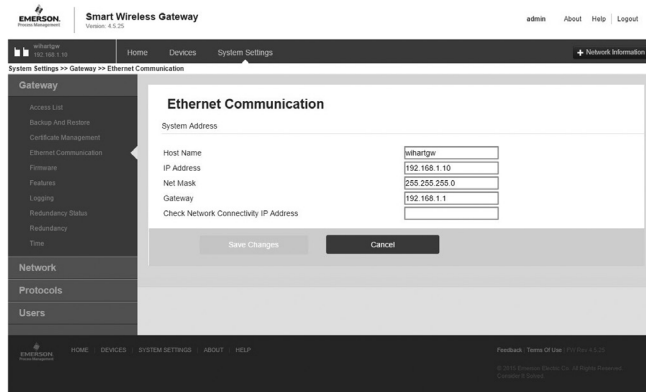 EMERSON.
Process Management
Smart Wireless Gateway
Version: 4.5.25
admin About Help Logout
wihartgw
192.168.1.10
Home Devices System Settings
+ Network Information
System Settings >> Gateway >> Ethernet Communication
Gateway
Access List
Backup And Restore
Certificate Management
Ethernet Communication
Firmware
Features
Logging
Redundancy Status
Redundancy
Time
Network
Protocols
Users
Ethernet Communication
System Address
Host Name wihartgw
IP Address 192.168.1.10
Net Mask 255.255.255.0
Gateway 192.168.1.1
Check Network Connectivity IP Address
Save Changes Cancel
EMERSON.
Process Management
HOME DEVICES SYSTEM SETTINGS ABOUT HELP
Feedback Terms Of Use